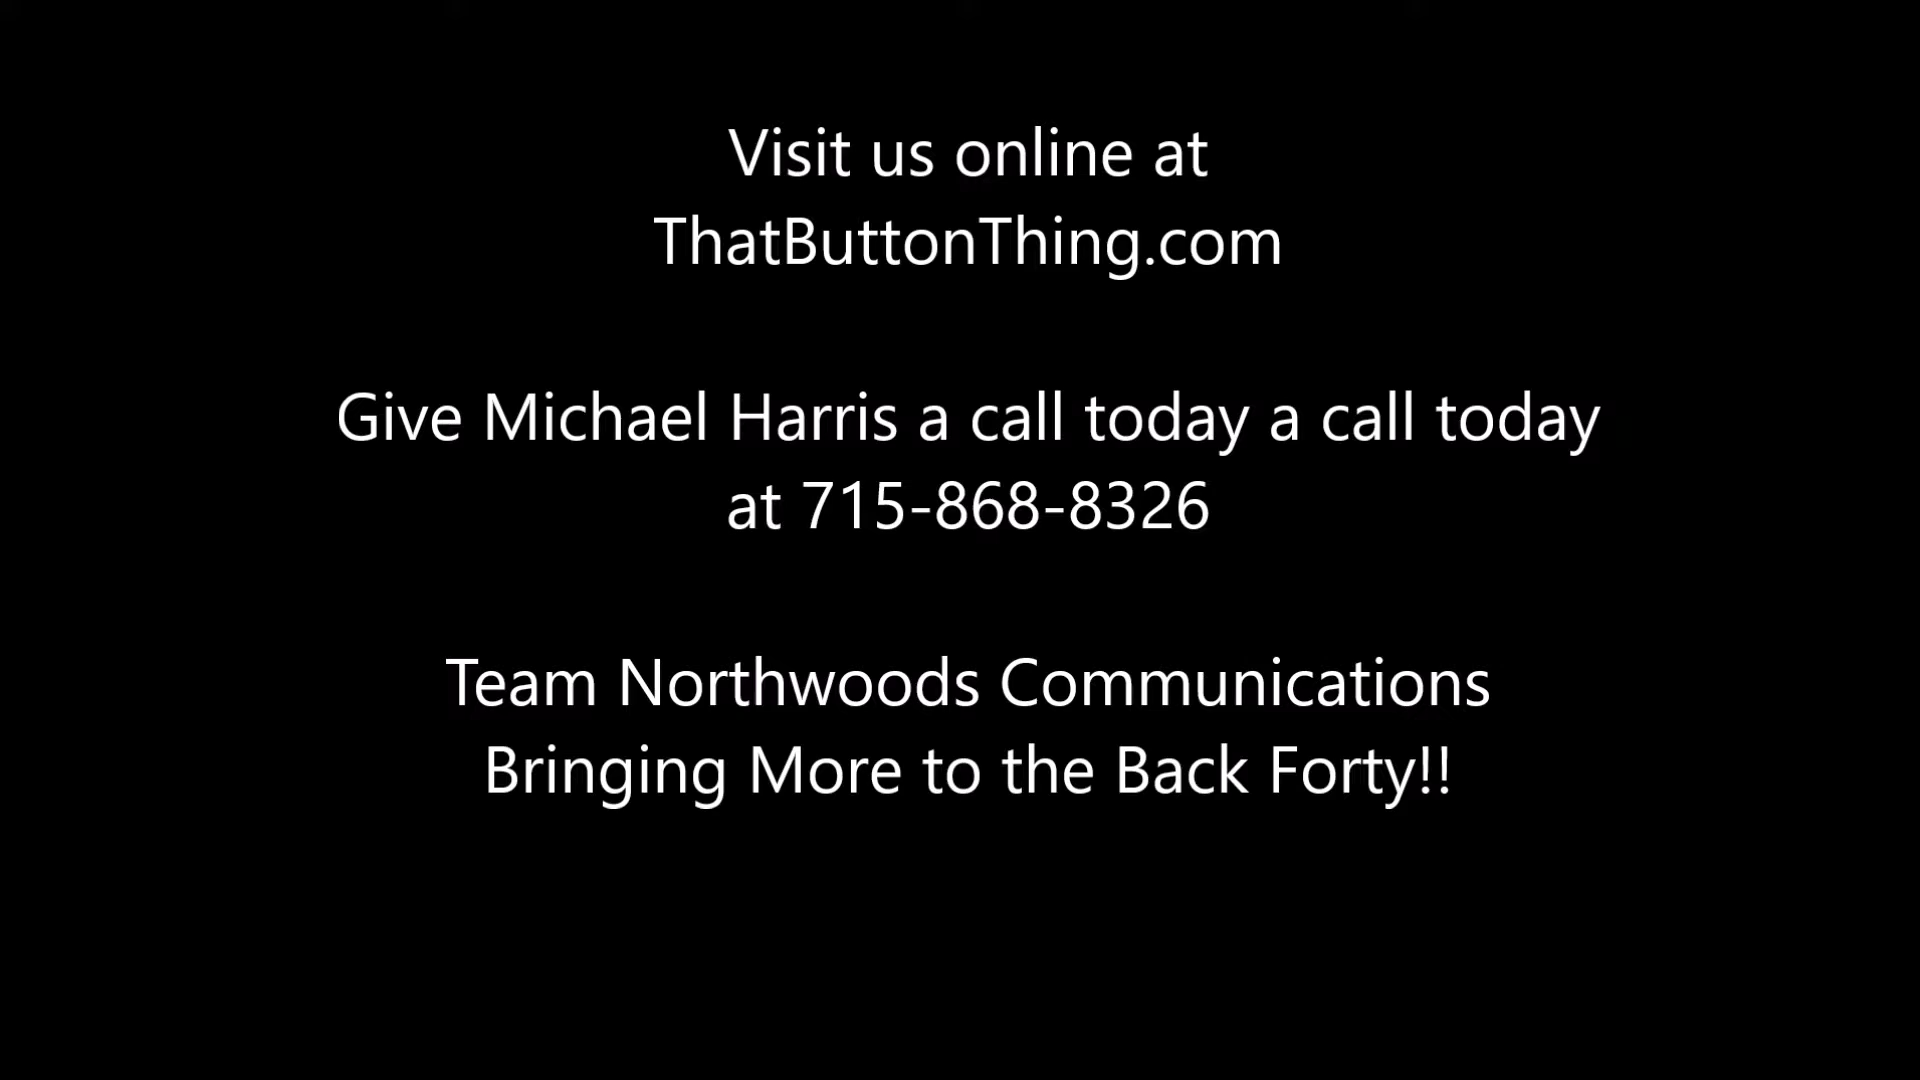 Visit us online at
ThatButtonThing.com
Give Michael Harris a call today a call today
at 715-868-8326
Team Northwoods Communications
Bringing More to the Back Forty!!